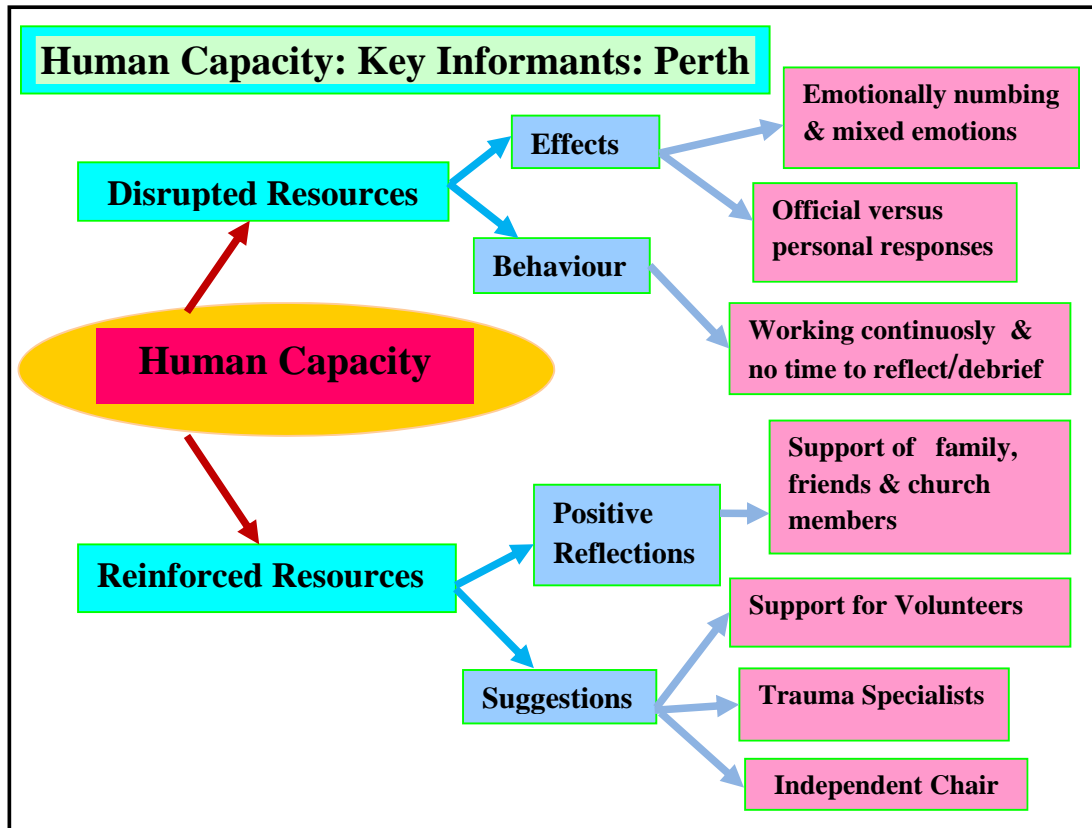 Human Capacity: Key Informants: Perth
Emotionally numbing
& mixed emotions
Effects
Disrupted Resources
Official versus
personal responses
Behaviour
Working continuosly &
no time to reflect/debrief
Human Capacity
Support of family,
friends & church
members
Positive
Reflections
Reinforced Resources
Support for Volunteers
Suggestions
Trauma Specialists
Independent Chair